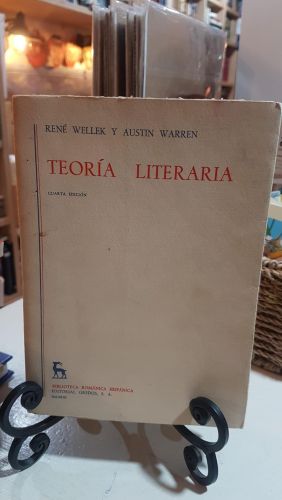 RENÉ WELLEK Y AUSTIN WARREN
TEORÍA LITERARIA
CUARTA EDICIÓN
BIBLIOTECA ROMÁNICA HISPÁNICA
EDITORIAL GREDOS, S. A.
MADRID